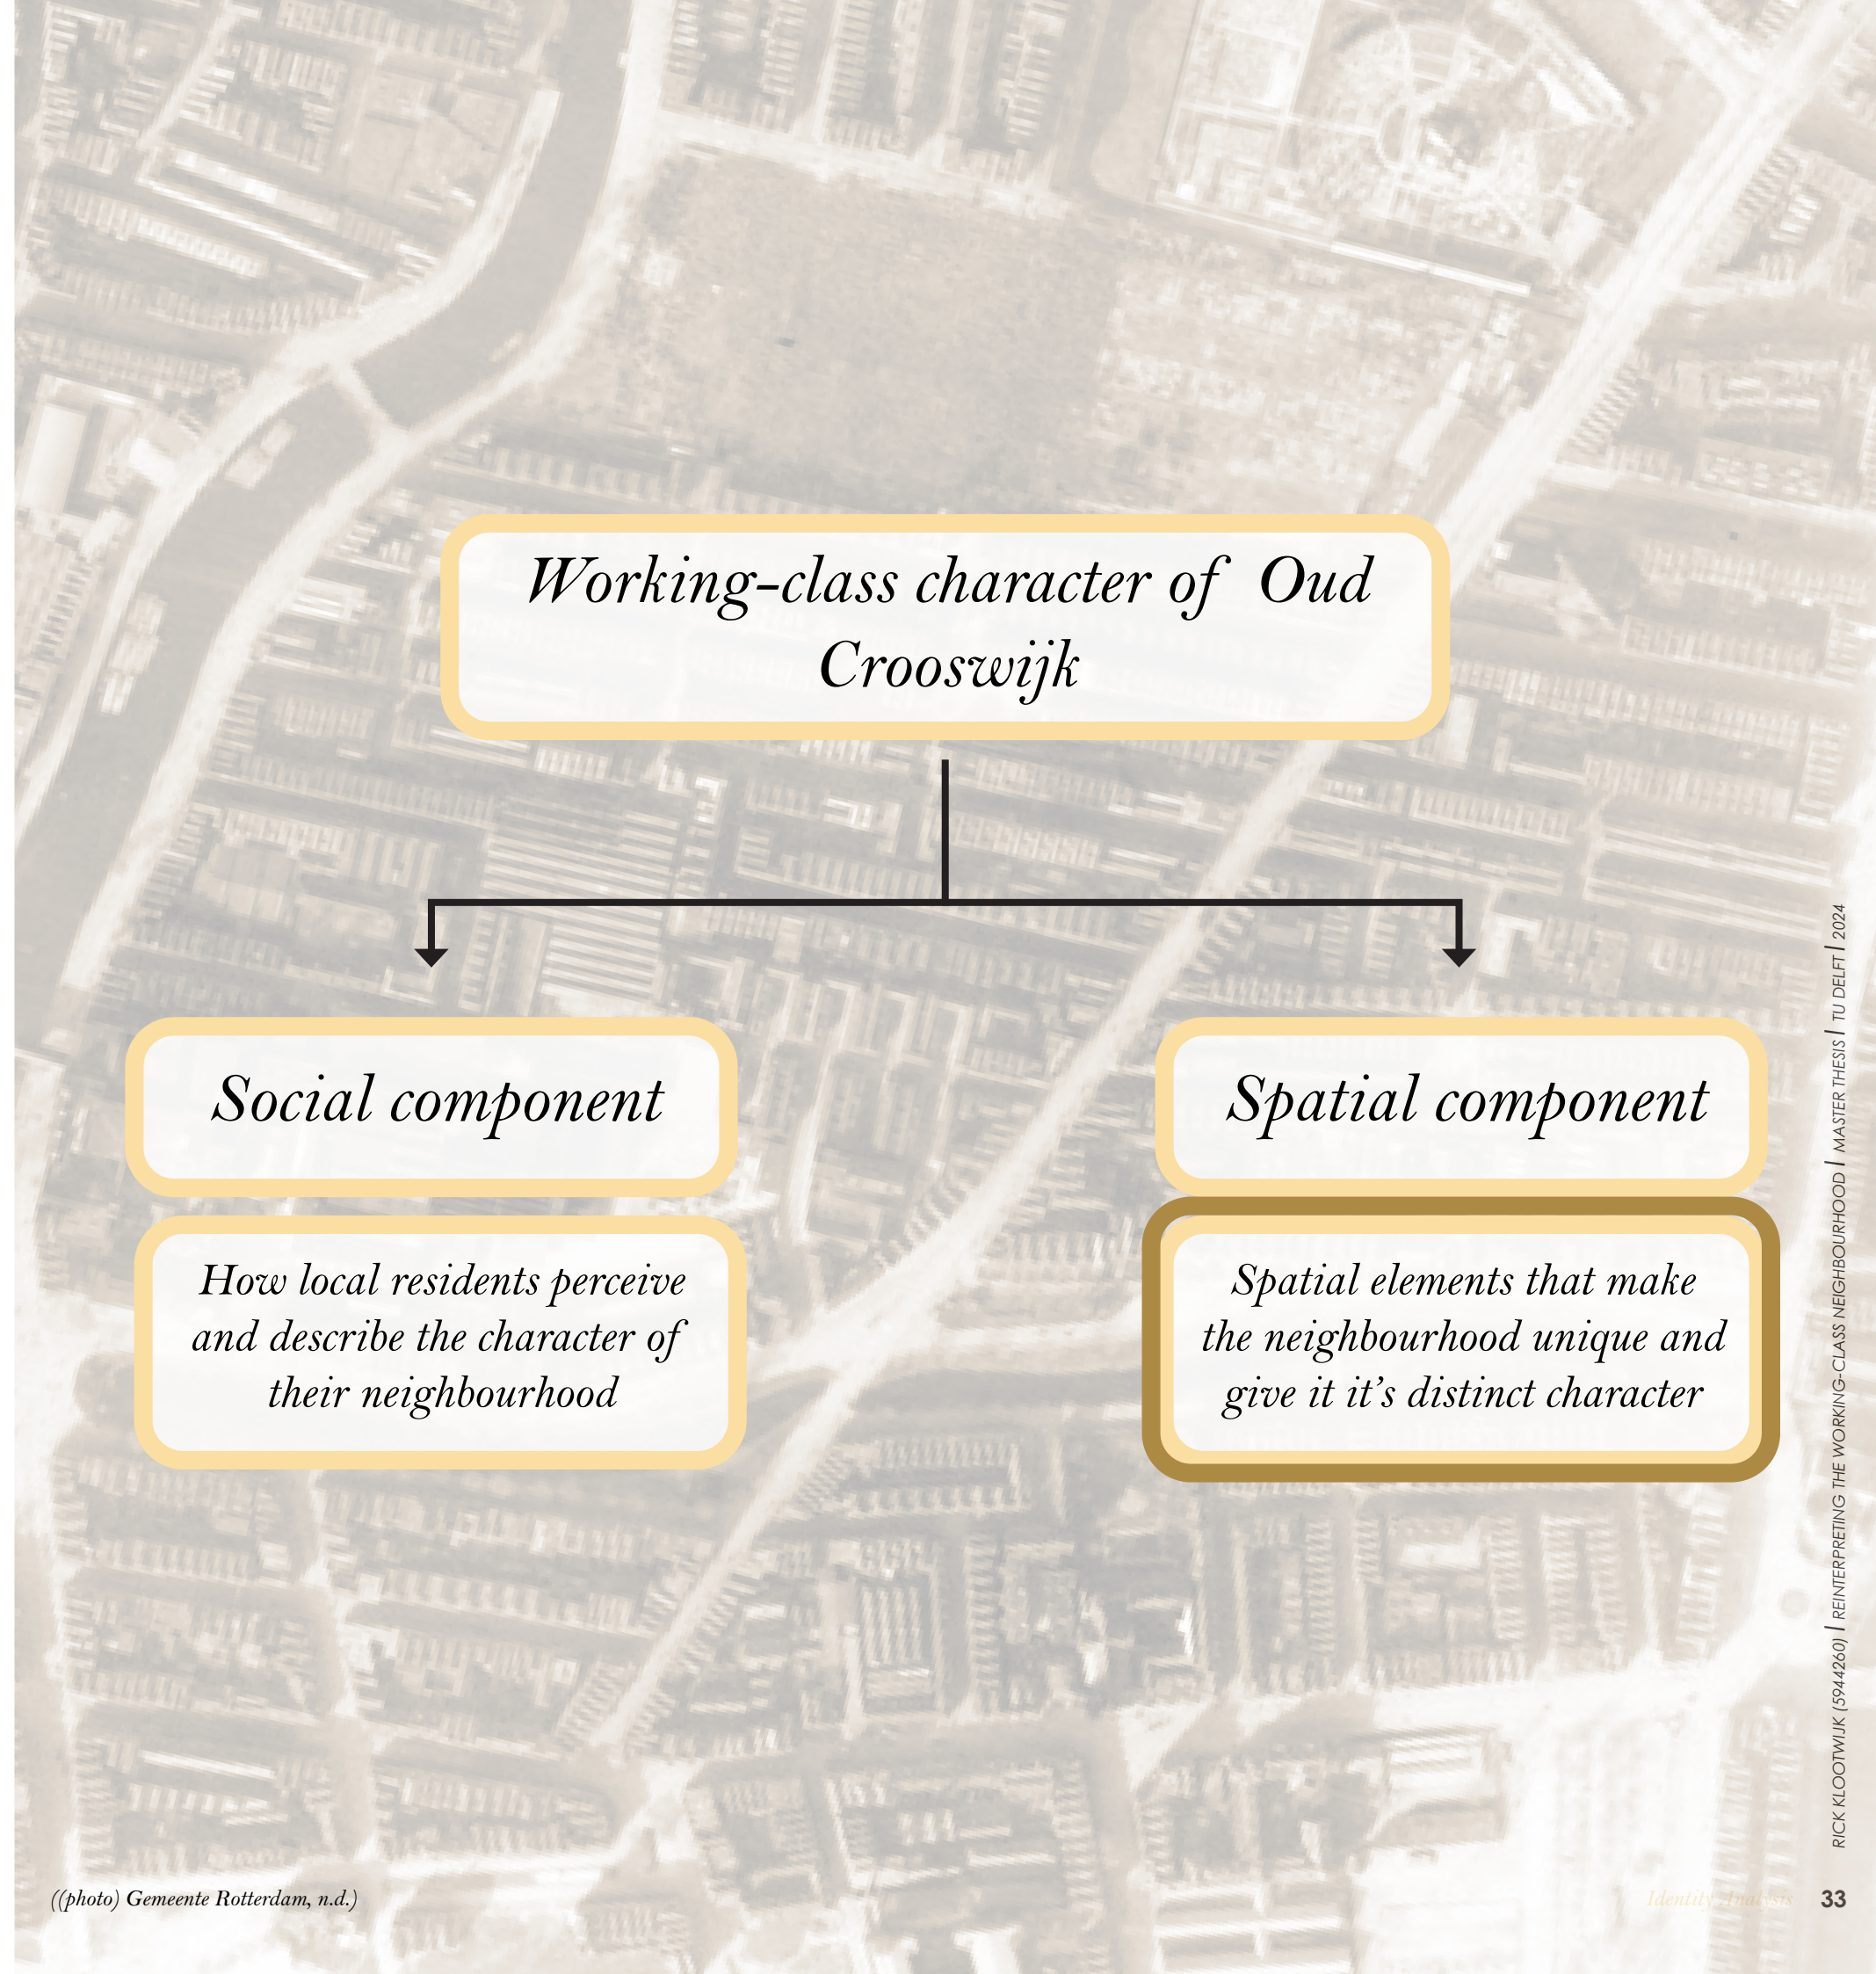 Working-class character of Oud
Crooswijk
Social component
Spatial component
How local residents perceive
and describe the character of
their neighbourhood
Spatial elements that make
the neighbourhood unique and
give it it's distinct character
RICK KLOOTWIJK (5944260) | REINTERPRETING THE WORKING-CLASS NEIGHBOURHOOD | MASTER THESIS | TU DELFT | 2024
((photo) Gemeente Rotterdam, n.d.)
Identity Analysis
33